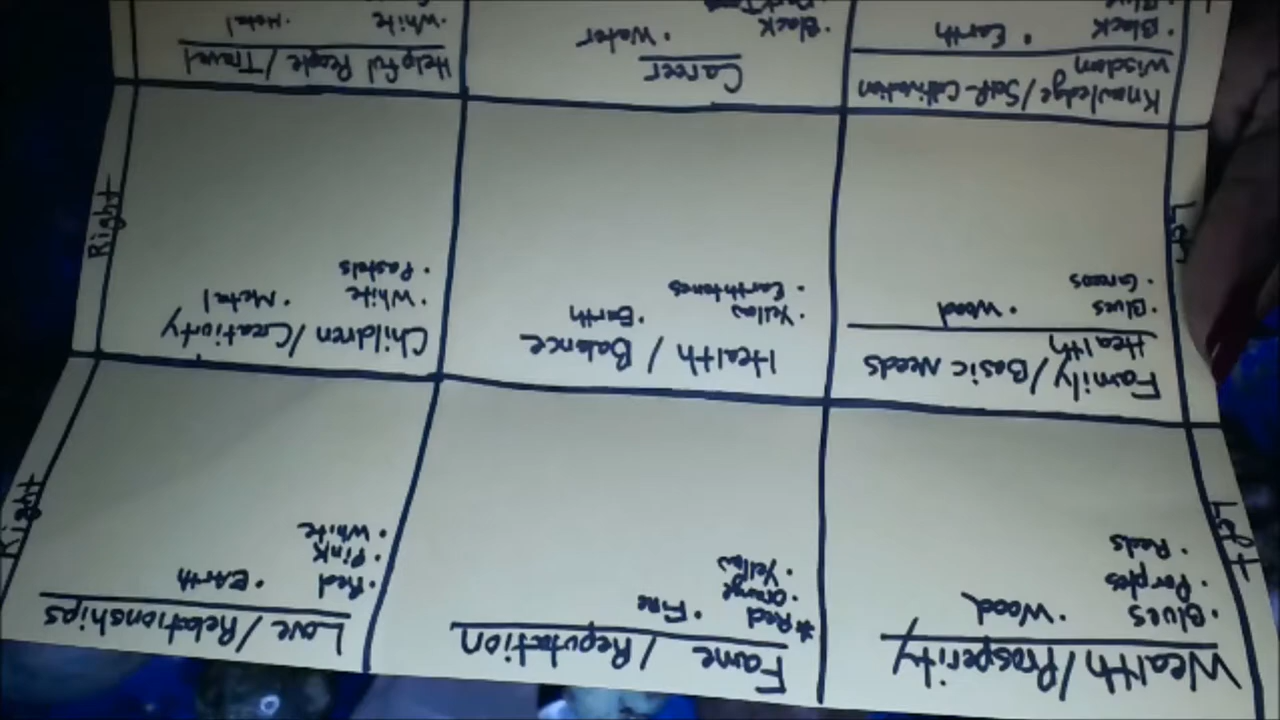 Wealth/Prosperity
• Blues • Wood
• Purples
• Reds
Left
Fame / Reputation
* Red • Fire
• Orange
• Yellow
Love/Relationships
• Red • Earth
• Pink
• White
Right
Family/Basic Needs
Health
• Blues • Wood
• Greens
Left
Health / Balance
• Yellow • Earth
• Earthtones
Children/Creativity
• White • Metal
• Pastels
Right
Knowledge/Self-Cultivation
Wisdom
• Black • Earth
Career
• Black • Water
Helpful People/Travel
• White • Metal